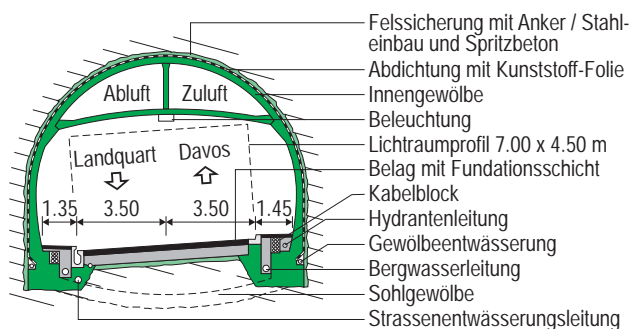 Felssicherung mit Anker / Stahl-
einbau und Spritzbeton
Abdichtung mit Kunststoff-Folie
Innengewölbe
Beleuchtung
Lichtraumprofil 7.00 x 4.50 m
Belag mit Fundationsschicht
Kabelblock
Hydrantenleitung
Gewölbeentwässerung
Bergwasserleitung
Sohlgewölbe
Strassenentwässerungsleitung
Abluft Zuluft
Landquart Davos
1.35 3.50 3.50 1.45